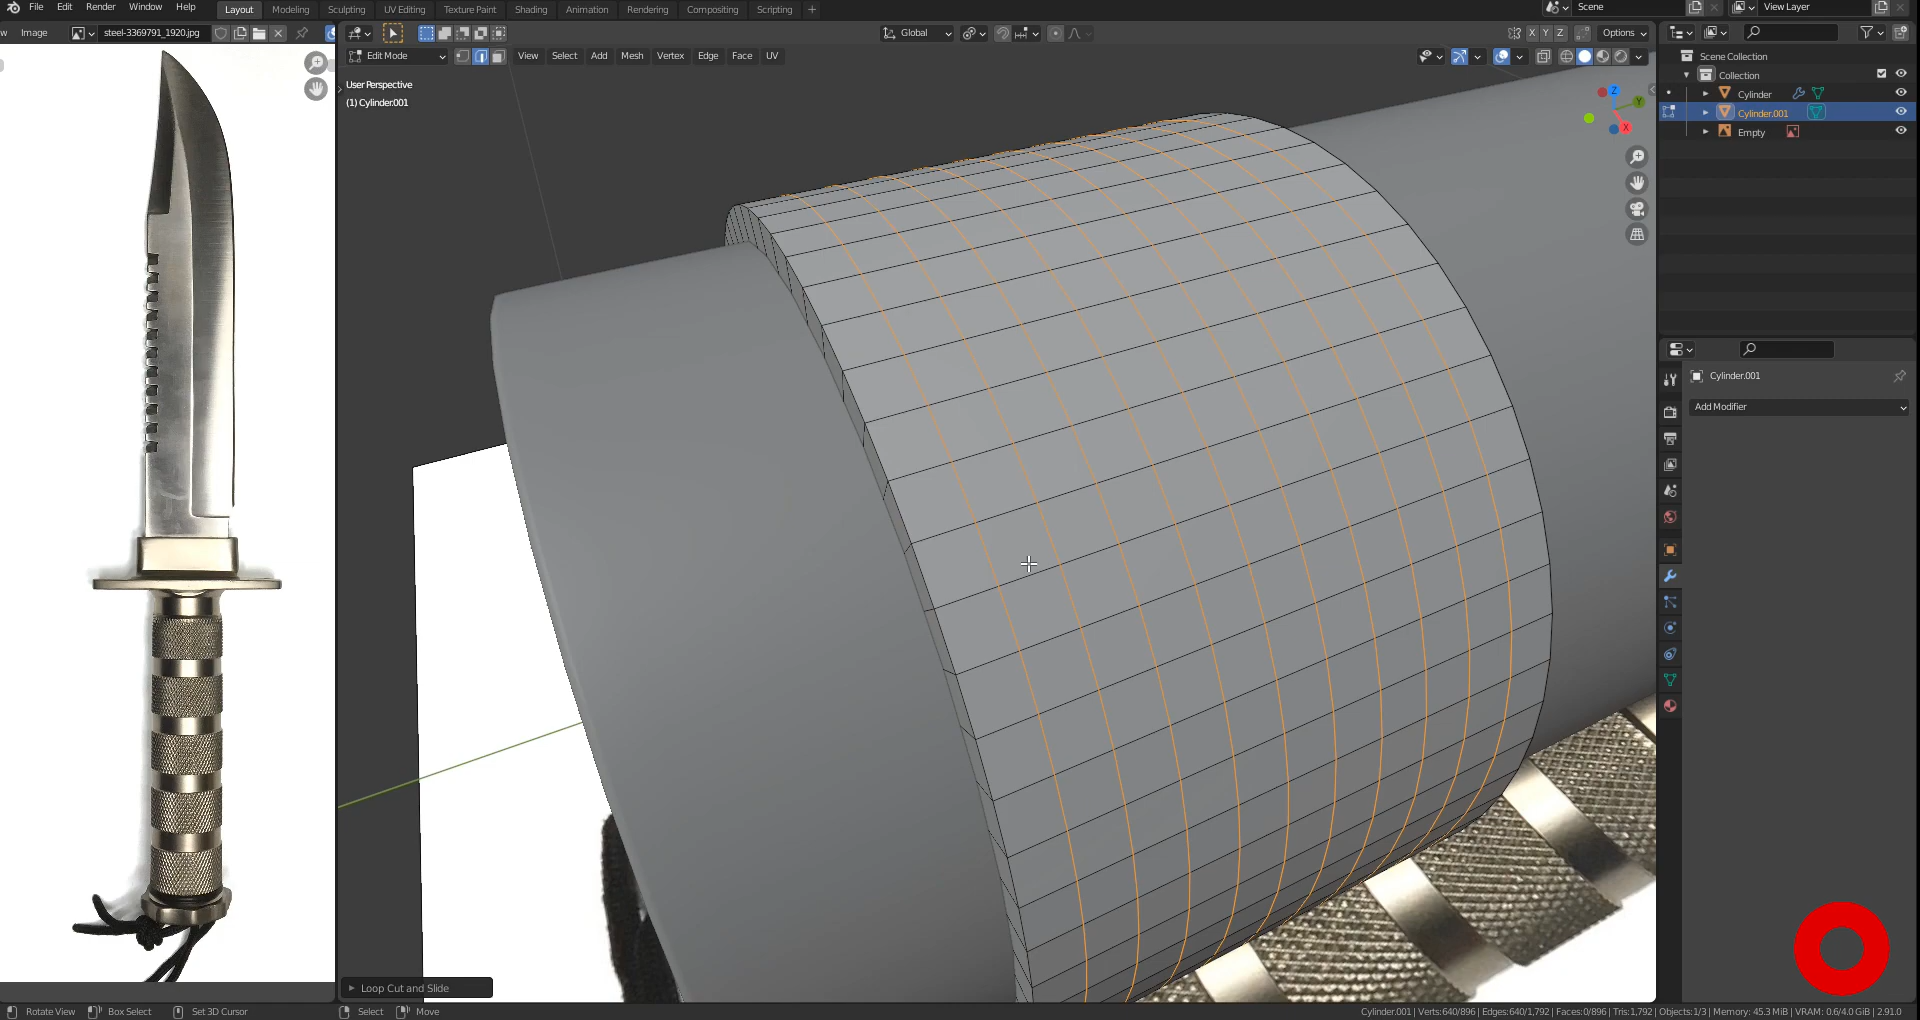 File Edit Render Window Help Layout Modeling Sculpting UV Editing Texture Paint Shading Animation Rendering Compositing Scripting + Scene View Layer
w Image steel-3369791_1920.jpg Global X Y Z Options
Edit Mode View Select Add Mesh Vertex Edge Face UV
User Perspective
(1) Cylinder.001
Z
Y
X
Scene Collection
Collection
Cylinder
Cylinder.001
Empty
Cylinder.001
Add Modifier
Loop Cut and Slide
Rotate View Box Select Set 3D Cursor Select Move Cylinder.001 | Verts:640/896 | Edges:640/1,792 | Faces:0/896 | Tris:1,792 | Objects:1/3 | Memory: 45.3 MiB | VRAM: 0.6/4.0 GiB | 2.91.0